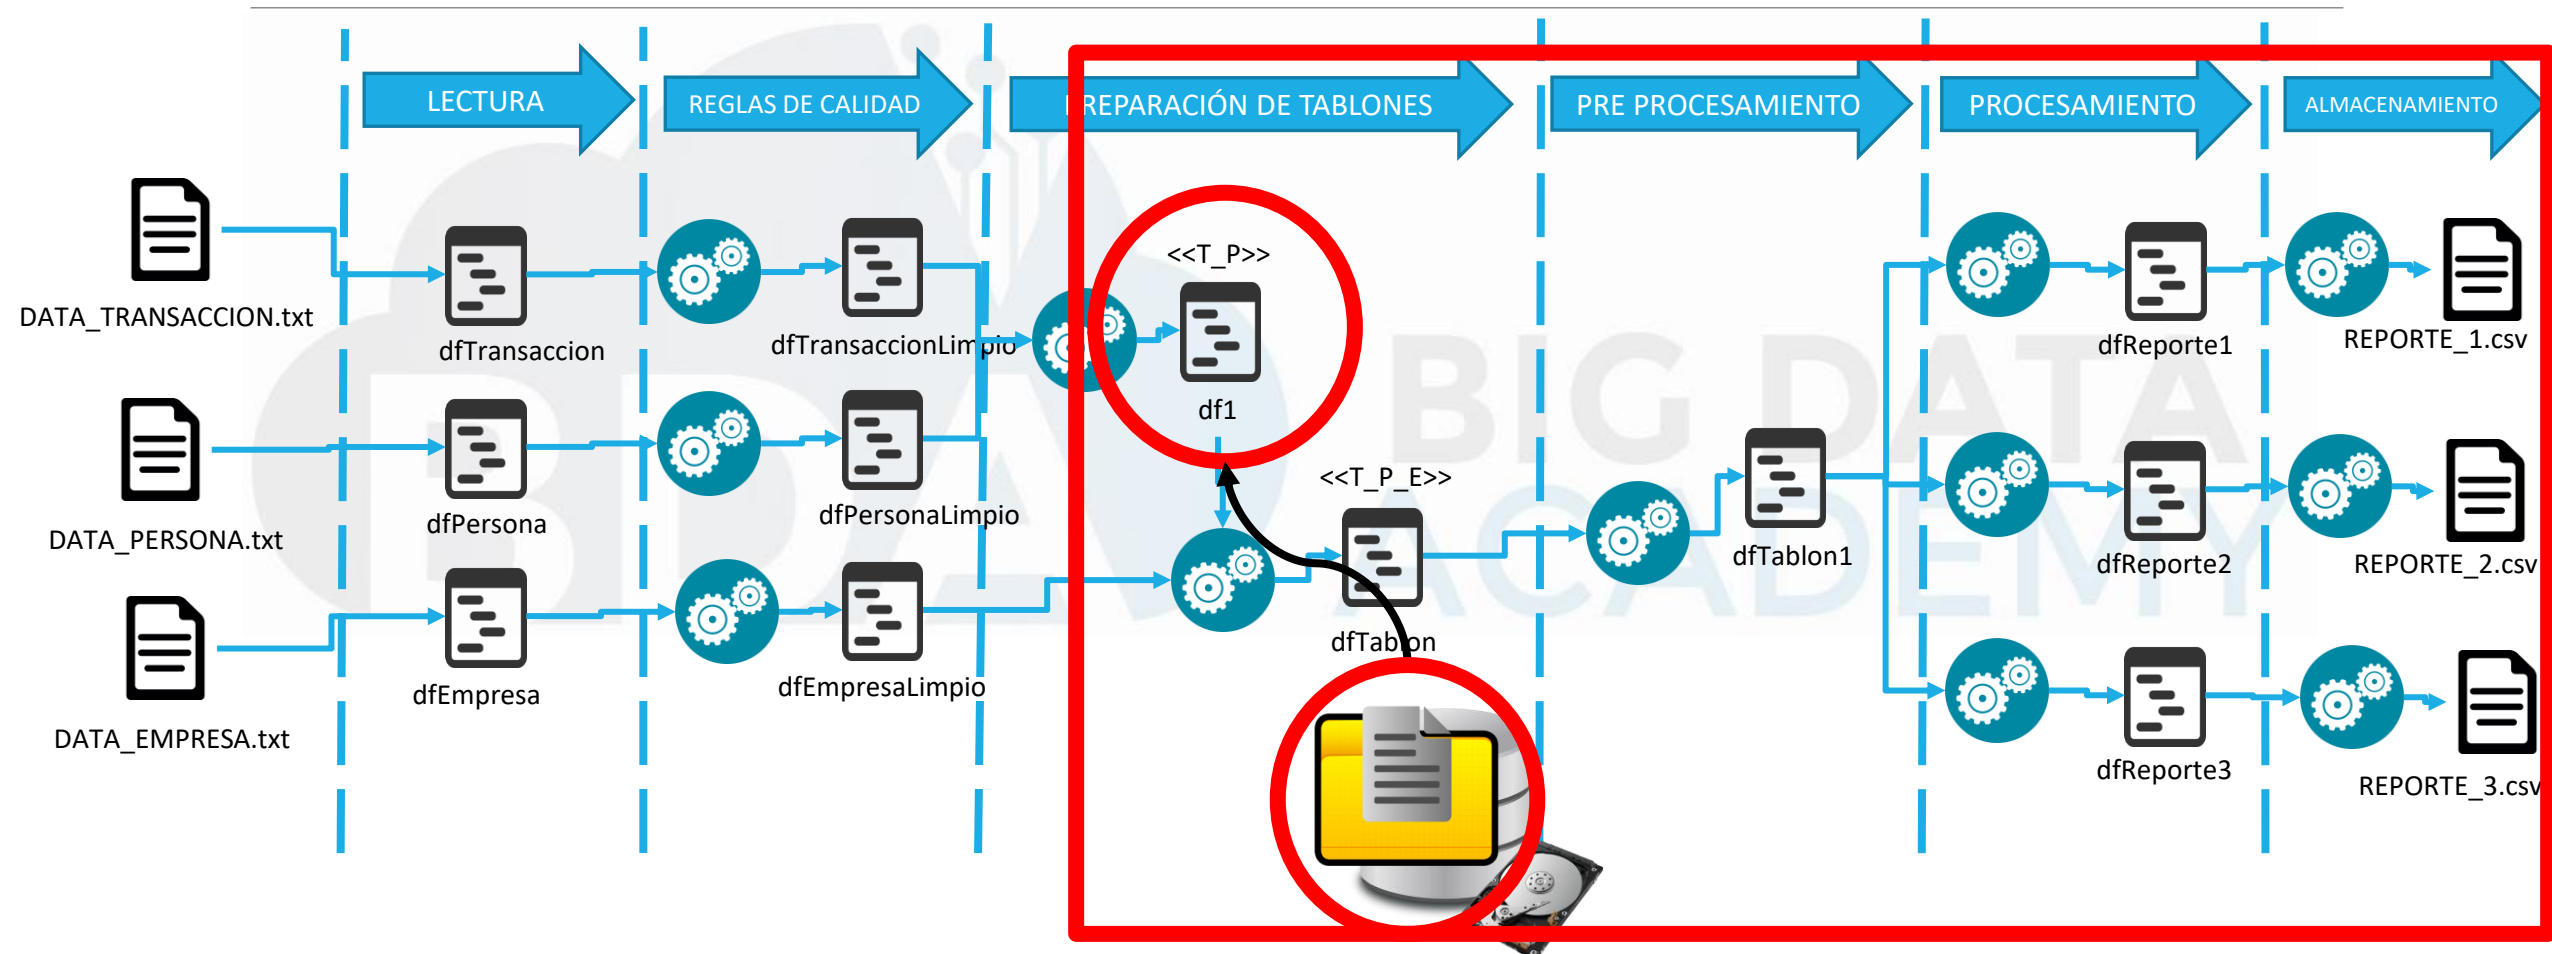 LECTURA
REGLAS DE CALIDAD
PREPARACIÓN DE TABLONES
PRE PROCESAMIENTO
PROCESAMIENTO
ALMACENAMIENTO
DATA_TRANSACCION.txt
dfTransaccion
dfTransaccionLimpio
<<T_P>>
df1
dfReporte1
REPORTE_1.csv
DATA_PERSONA.txt
dfPersona
dfPersonaLimpio
<<T_P_E>>
dfTablon
dfTablon1
dfReporte2
REPORTE_2.csv
DATA_EMPRESA.txt
dfEmpresa
dfEmpresaLimpio
dfReporte3
REPORTE_3.csv
BDA
BIG DATA
ACADEMY